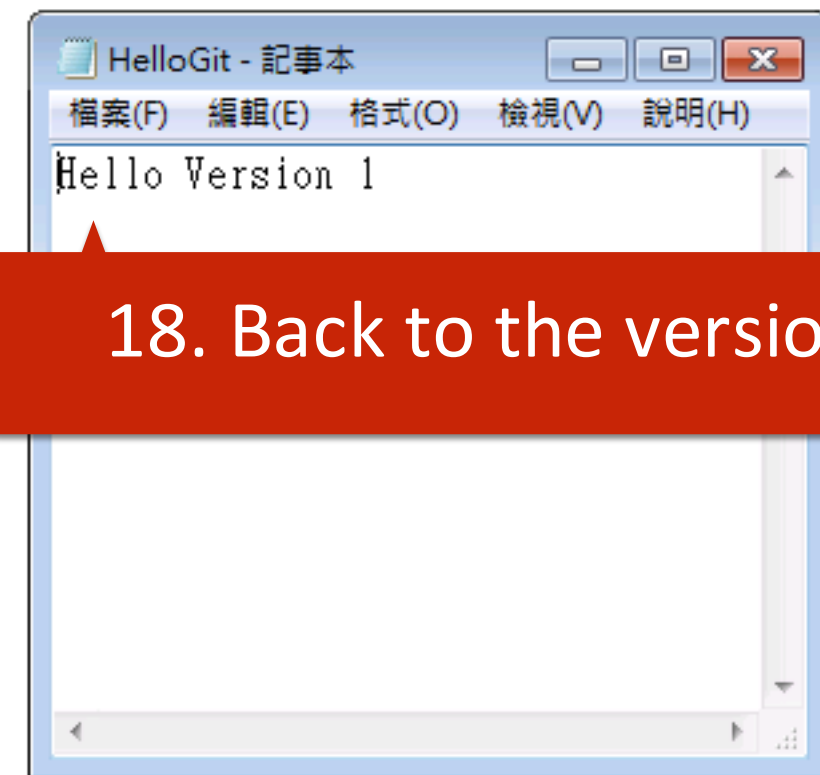 HelloGit - 記事本
檔案(F) 編輯(E) 格式(O) 檢視(V) 說明(H)
Hello Version 1
18. Back to the